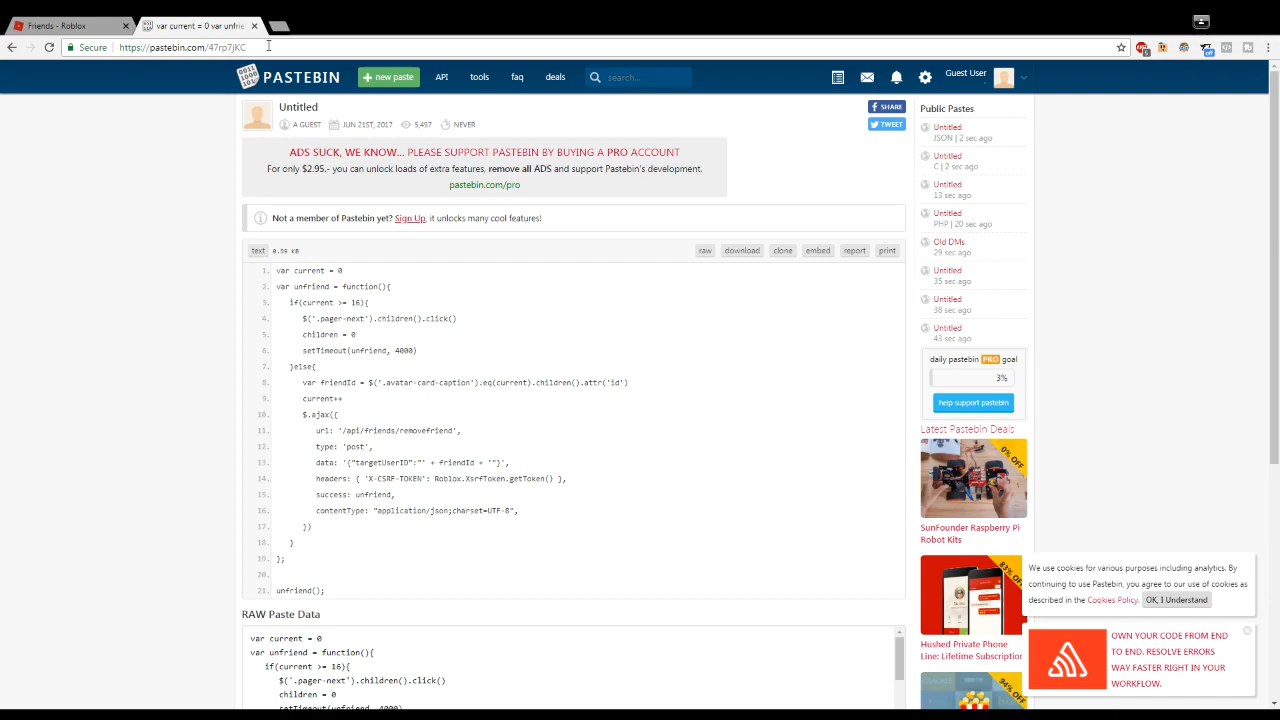 Friends - Roblox
var current = 0 var unfrie
Secure https://pastebin.com/47rp7jKC
PASTEBIN
+ new paste
API
tools
faq
deals
search...
Guest User
Untitled
A GUEST JUN 21ST, 2017 5,497 NEVER
SHARE
TWEET
ADS SUCK, WE KNOW... PLEASE SUPPORT PASTEBIN BY BUYING A PRO ACCOUNT
For only $2.95,- you can unlock loads of extra features, remove all ADS and support Pastebin's development.
pastebin.com/pro
Not a member of Pastebin yet? Sign Up, it unlocks many cool features!
text 0.59 KB
raw download clone embed report print
1. var current = 0
2. var unfriend = function(){
3. if(current >= 16){
4. $('.pager-next').children().click()
5. children = 0
6. setTimeout(unfriend, 4000)
7. }else{
8. var friendId = $('.avatar-card-caption').eq(current).children().attr('id')
9. current++
10. $.ajax({
11. url: '/api/friends/removefriend',
12. type: 'post',
13. data: '{"targetUserID":"' + friendId + '"}',
14. headers: { 'X-CSRF-TOKEN': Roblox.XsrfToken.getToken() },
15. success: unfriend,
16. contentType: "application/json;charset=UTF-8",
17. })
18. }
19. };
20.
21. unfriend();
RAW Paste Data
var current = 0
var unfriend = function(){
if(current >= 16){
$('.pager-next').children().click()
children = 0
setTimeout(unfriend, 4000)
Public Pastes
Untitled
JSON | 2 sec ago
Untitled
C | 2 sec ago
Untitled
13 sec ago
Untitled
PHP | 20 sec ago
Old DMs
29 sec ago
Untitled
35 sec ago
Untitled
38 sec ago
Untitled
43 sec ago
daily pastebin PRO goal
3%
help support pastebin
Latest Pastebin Deals
0% OFF
SunFounder Raspberry Pi
Robot Kits
83% OFF
Hushed Private Phone
Line: Lifetime Subscription
94% OFF
We use cookies for various purposes including analytics. By
continuing to use Pastebin, you agree to our use of cookies as
described in the Cookies Policy. OK, I Understand
OWN YOUR CODE FROM END
TO END. RESOLVE ERRORS
WAY FASTER RIGHT IN YOUR
WORKFLOW.